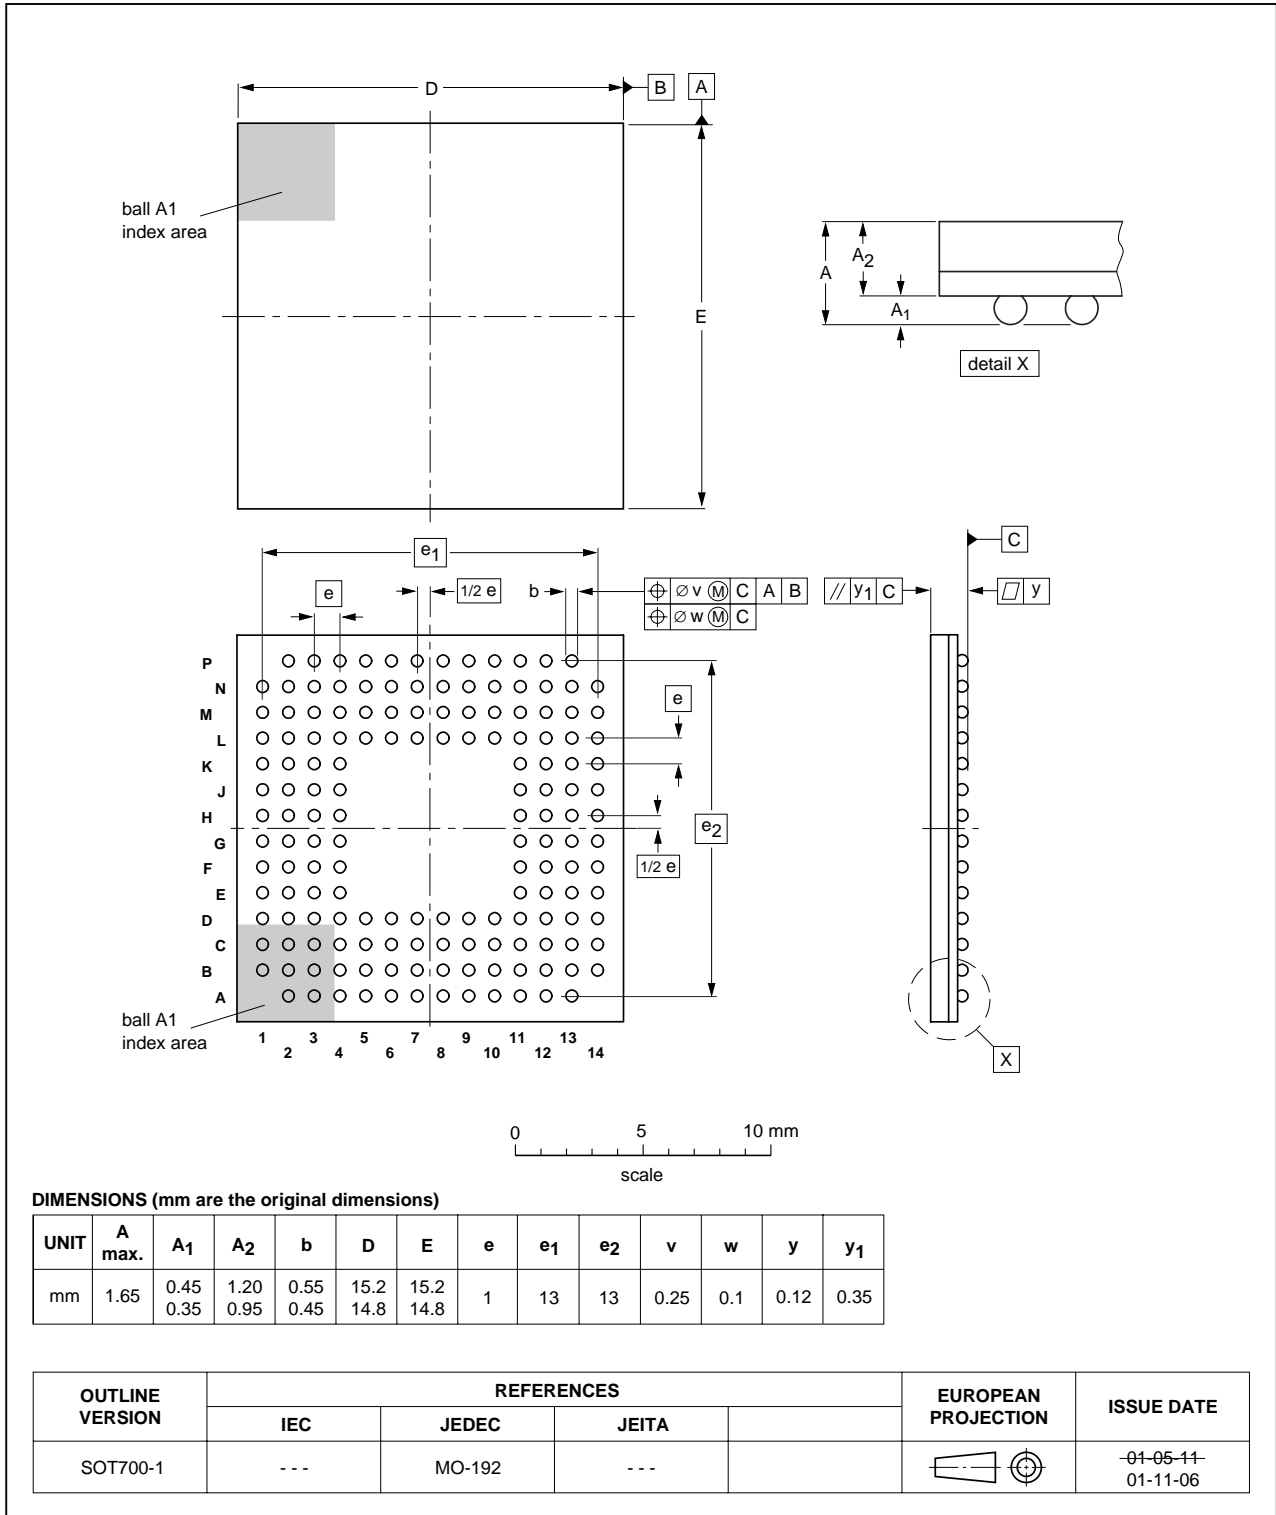 D
B
A
ball A1
index area
E
A
A2
A1
detail X
e1
e
1/2 e
b
⌖ ∅ v Ⓜ C A B
⌖ ∅ w Ⓜ C
// y1 C
C
▱ y
P
N
M
L
K
J
H
G
F
E
D
C
B
A
e
e2
1/2 e
ball A1
index area
1 3 5 7 9 11 13
2 4 6 8 10 12 14
X
0 5 10 mm
scale
DIMENSIONS (mm are the original dimensions)
UNIT A max. A1 A2 b D E e e1 e2 v w y y1
mm 1.65 0.45 0.35 1.20 0.95 0.55 0.45 15.2 14.8 15.2 14.8 1 13 13 0.25 0.1 0.12 0.35
OUTLINE VERSION REFERENCES EUROPEAN PROJECTION ISSUE DATE
IEC JEDEC JEITA
SOT700-1 - - - MO-192 - - - 01-05-11
01-11-06